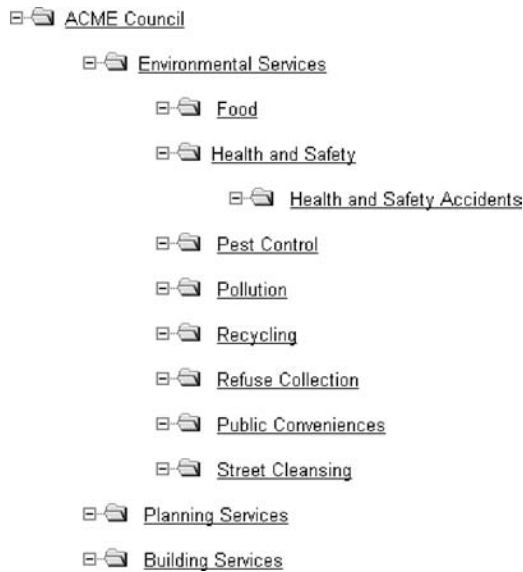 ACME Council
Environmental Services
Food
Health and Safety
Health and Safety Accidents
Pest Control
Pollution
Recycling
Refuse Collection
Public Conveniences
Street Cleansing
Planning Services
Building Services